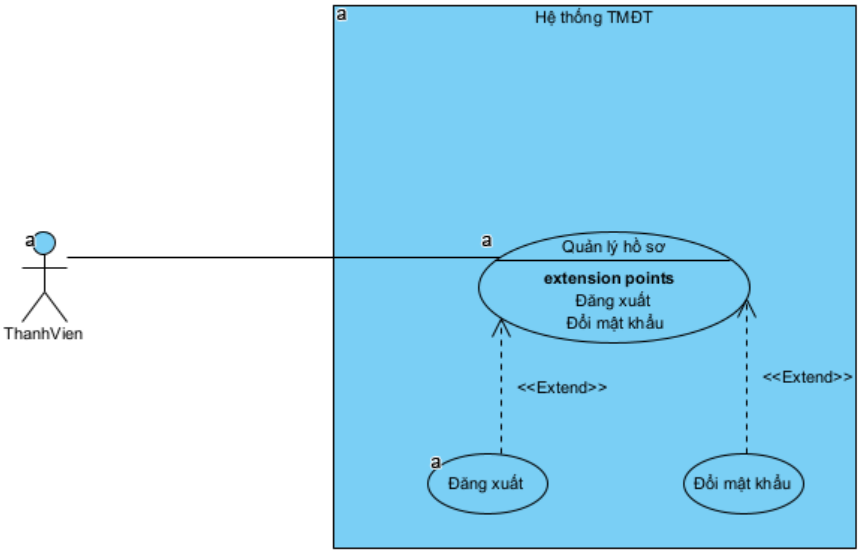 a
Hệ thống TMĐT
a
ThanhVien
a
Quản lý hồ sơ
extension points
Đăng xuất
Đổi mật khẩu
<<Extend>>
<<Extend>>
a
Đăng xuất
Đổi mật khẩu